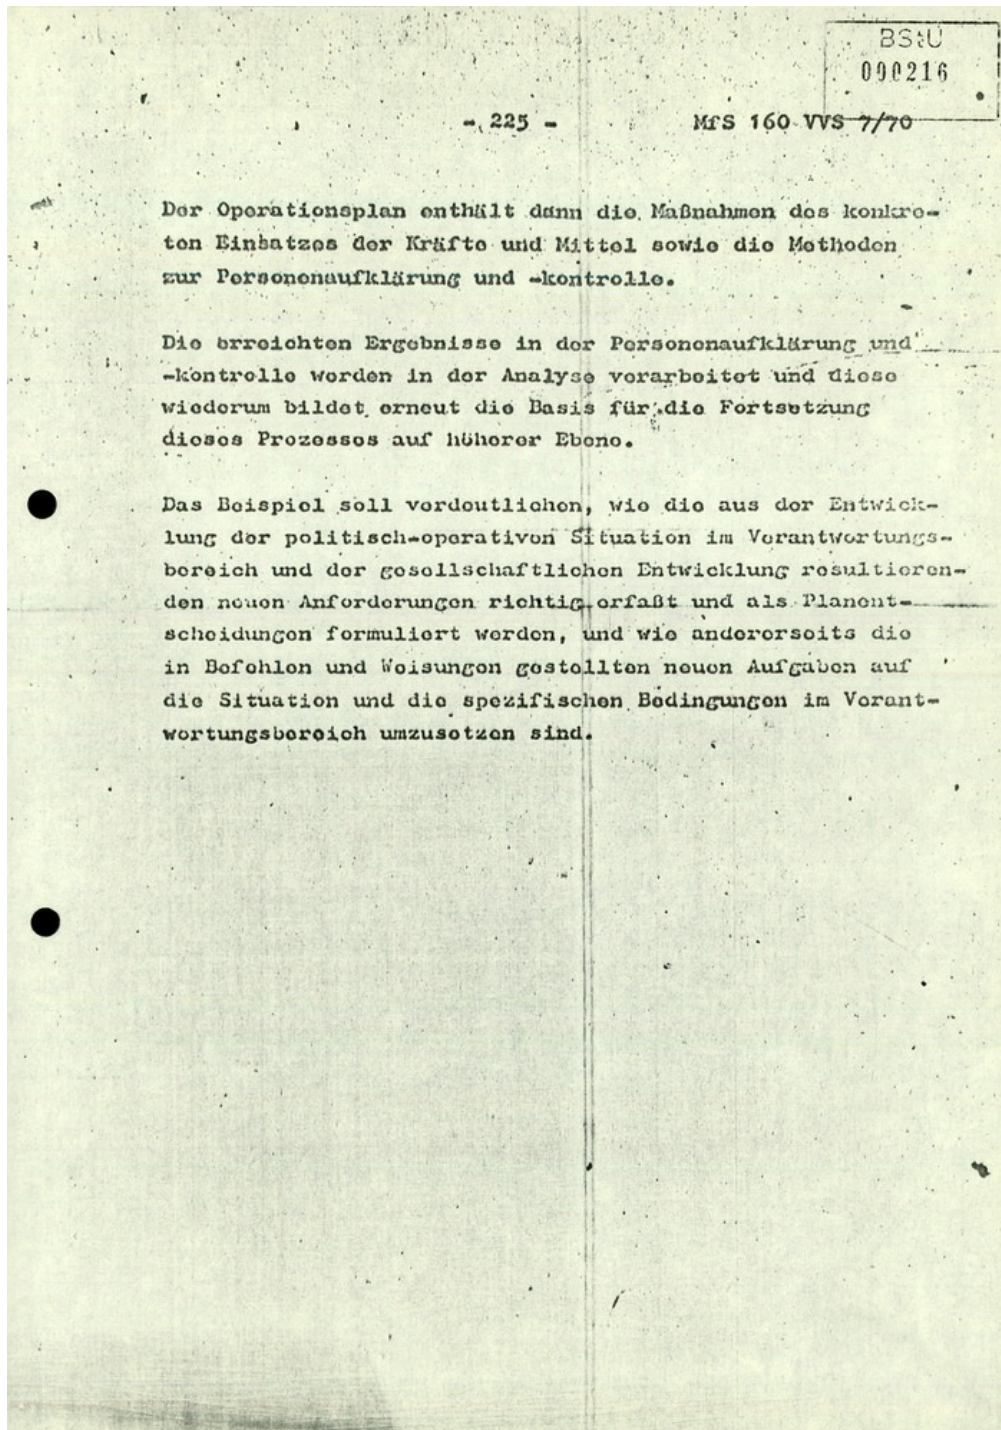 BStU
000216
- 225 -
MfS 160 VVS 7/70
Der Operationsplan enthält dann die Maßnahmen des konkre-
ten Einsatzes der Kräfte und Mittel sowie die Methoden
zur Personenaufklärung und -kontrolle.
Die erreichten Ergebnisse in der Personenaufklärung und
-kontrolle werden in der Analyse verarbeitet und diese
wiederum bildet erneut die Basis für die Fortsetzung
dieses Prozesses auf höherer Ebene.
Das Beispiel soll verdeutlichen, wie die aus der Entwick-
lung der politisch-operativen Situation im Verantwortungs-
bereich und der gesellschaftlichen Entwicklung resultieren-
den neuen Anforderungen richtig erfaßt und als Planent-
scheidungen formuliert werden, und wie andererseits die
in Befehlen und Weisungen gestellten neuen Aufgaben auf
die Situation und die spezifischen Bedingungen im Verant-
wortungsbereich umzusetzen sind.